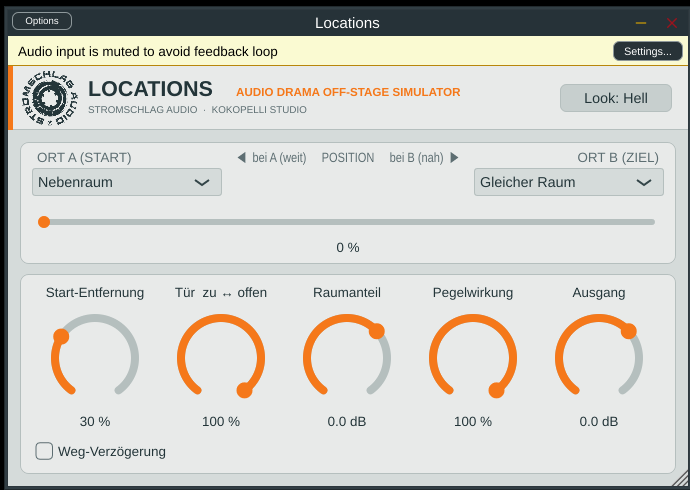 Options
Locations
Audio input is muted to avoid feedback loop
Settings...
STROMSCHLAG AUDIO
LOCATIONS
AUDIO DRAMA OFF-STAGE SIMULATOR
STROMSCHLAG AUDIO · KOKOPELLI STUDIO
Look: Hell
ORT A (START)
◀ bei A (weit) POSITION bei B (nah) ▶
ORT B (ZIEL)
Nebenraum
Gleicher Raum
0 %
Start-Entfernung
Tür zu ↔ offen
Raumanteil
Pegelwirkung
Ausgang
30 %
100 %
0.0 dB
100 %
0.0 dB
Weg-Verzögerung